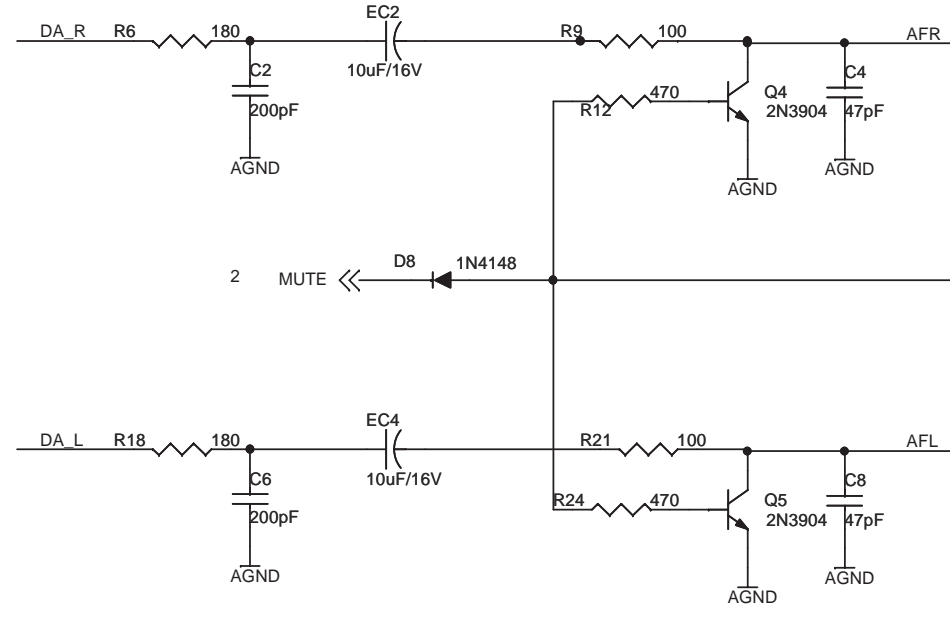 EC2
DA_R R6 180 R9 100 AFR
10uF/16V
C2 C4
Q4
470
200pF R12 2N3904 47pF
AGND AGND
AGND
D8 1N4148
2 MUTE
EC4
DA_L R18 180 R21 100 AFL
C6 10uF/16V C8
R24 470 Q5
200pF 2N3904 47pF
AGND AGND
AGND